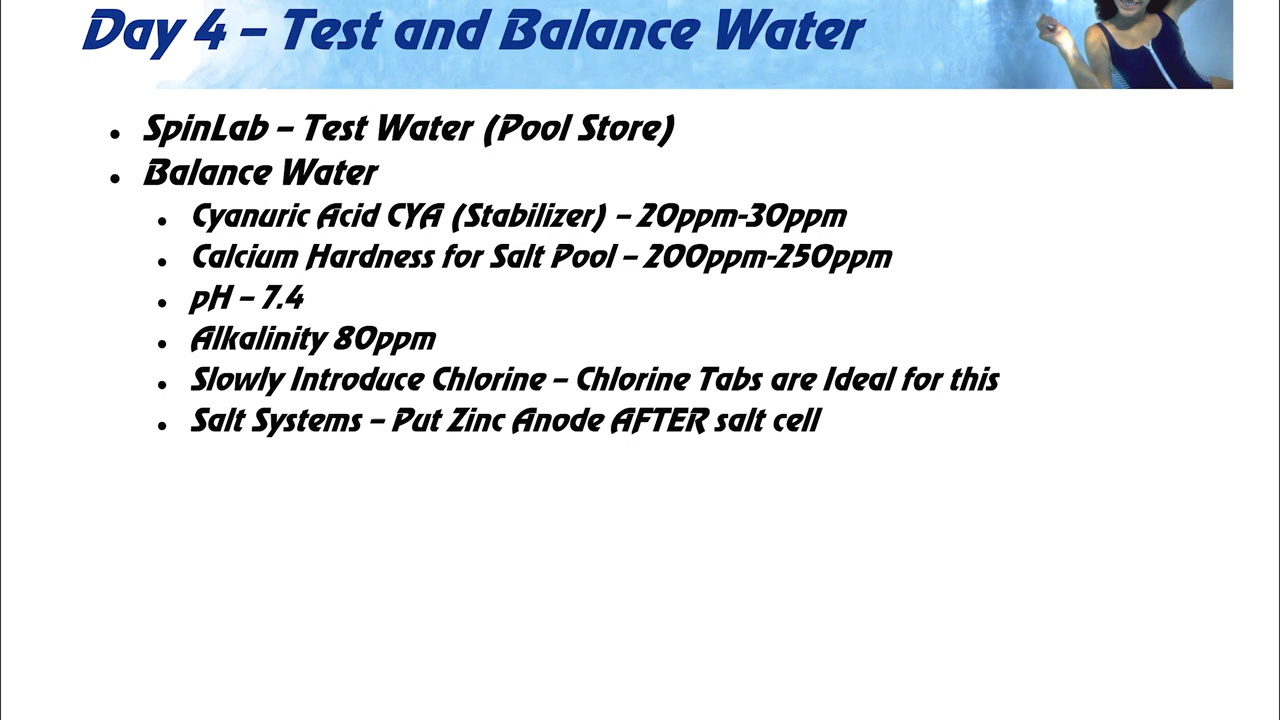 Day 4 – Test and Balance Water
• SpinLab – Test Water (Pool Store)
• Balance Water
• Cyanuric Acid CYA (Stabilizer) – 20ppm-30ppm
• Calcium Hardness for Salt Pool – 200ppm-250ppm
• pH – 7.4
• Alkalinity 80ppm
• Slowly Introduce Chlorine – Chlorine Tabs are Ideal for this
• Salt Systems – Put Zinc Anode AFTER salt cell